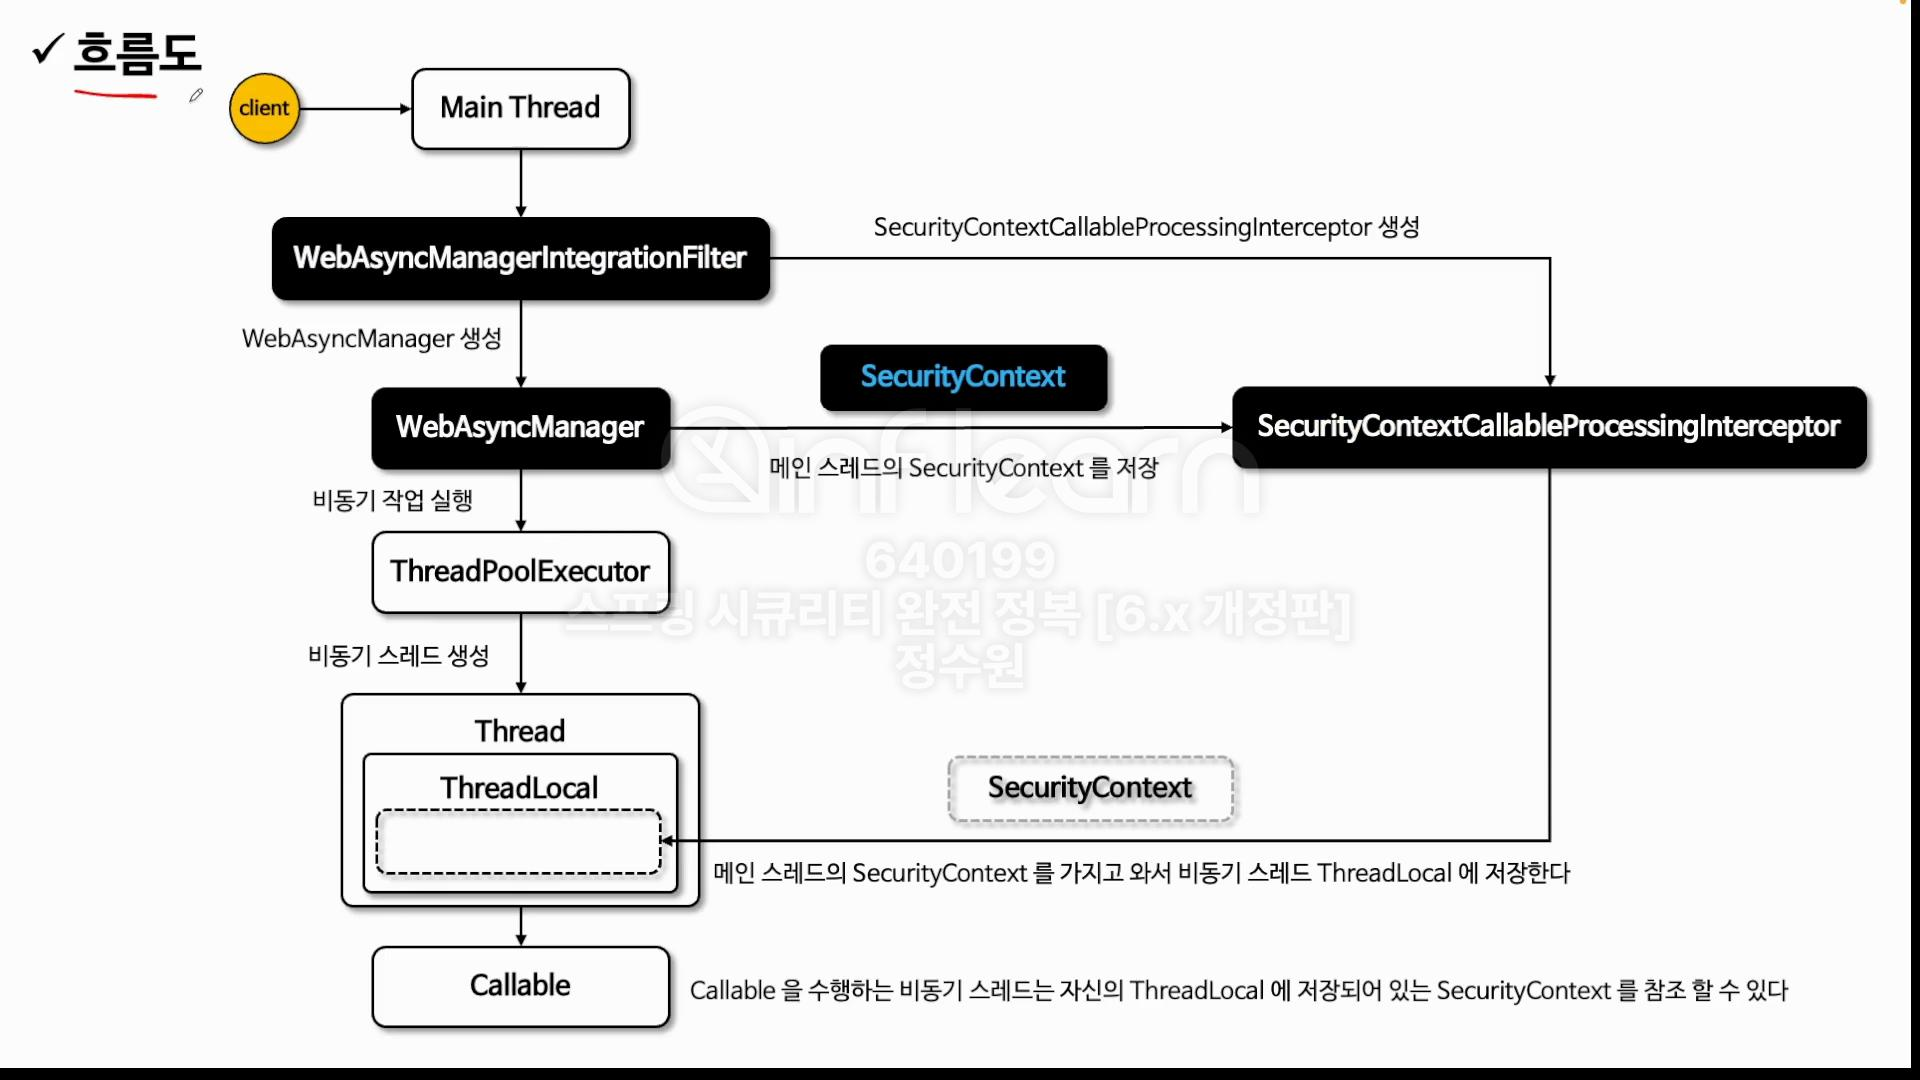 ✓ 흐름도
client
Main Thread
SecurityContextCallableProcessingInterceptor 생성
WebAsyncManagerIntegrationFilter
WebAsyncManager 생성
SecurityContext
WebAsyncManager
SecurityContextCallableProcessingInterceptor
메인 스레드의 SecurityContext 를 저장
inflearn
비동기 작업 실행
ThreadPoolExecutor
640199
스프링 시큐리티 완전 정복 [6.x 개정판]
정수원
비동기 스레드 생성
Thread
ThreadLocal
SecurityContext
메인 스레드의 SecurityContext 를 가지고 와서 비동기 스레드 ThreadLocal 에 저장한다
Callable
Callable 을 수행하는 비동기 스레드는 자신의 ThreadLocal 에 저장되어 있는 SecurityContext 를 참조 할 수 있다